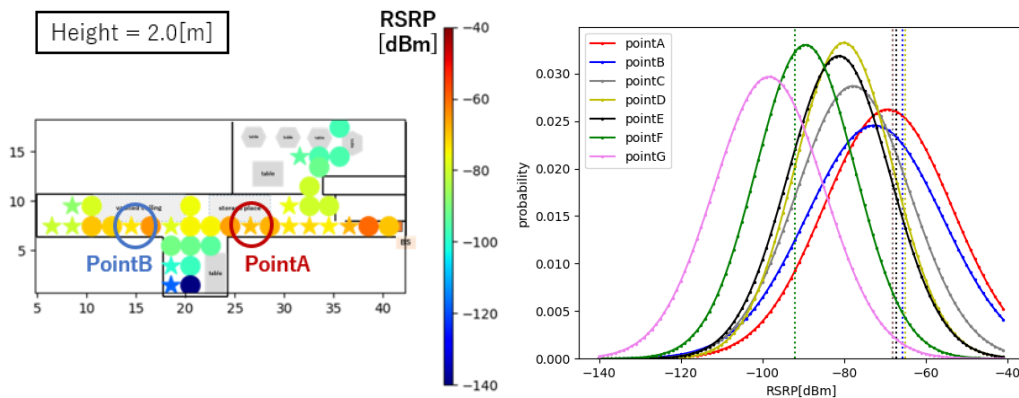 Height = 2.0[m]
RSRP
[dBm]
−40
−60
−80
−100
−120
−140
15
10
5
5
10
15
20
25
30
35
40
table
table
table
table
table
BS
PointB
PointA
pointA
pointB
pointC
pointD
pointE
pointF
pointG
probability
0.030
0.025
0.020
0.015
0.010
0.005
0.000
−140
−120
−100
−80
−60
−40
RSRP[dBm]